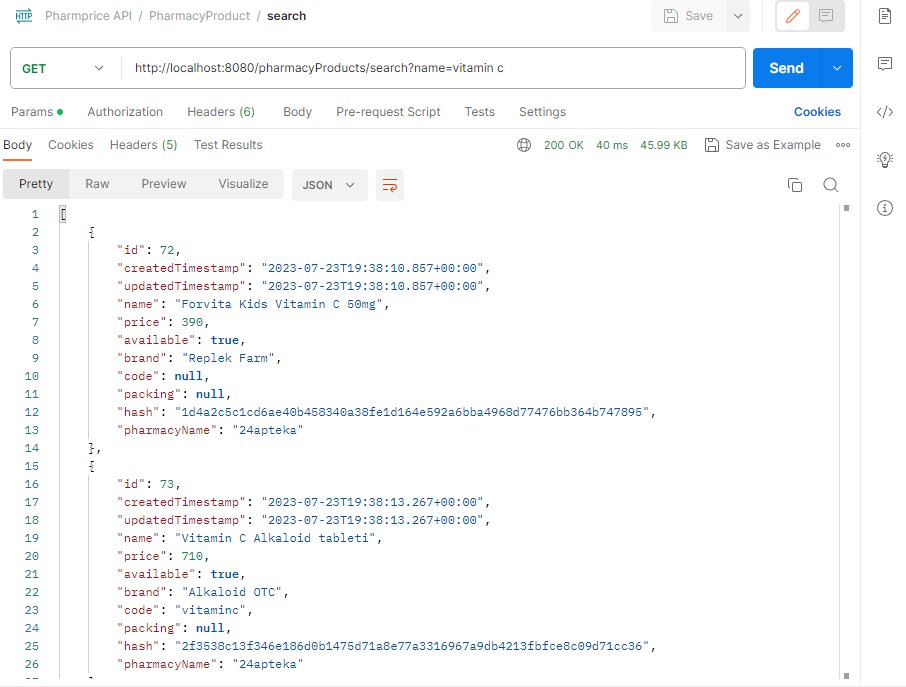 HTTP Pharmprice API / PharmacyProduct / search Save
GET http://localhost:8080/pharmacyProducts/search?name=vitamin c Send
Params Authorization Headers (6) Body Pre-request Script Tests Settings Cookies
Body Cookies Headers (5) Test Results 200 OK 40 ms 45.99 KB Save as Example
Pretty Raw Preview Visualize JSON
1 [
2 {
3 "id": 72,
4 "createdTimestamp": "2023-07-23T19:38:10.857+00:00",
5 "updatedTimestamp": "2023-07-23T19:38:10.857+00:00",
6 "name": "Forvita Kids Vitamin C 50mg",
7 "price": 390,
8 "available": true,
9 "brand": "Replek Farm",
10 "code": null,
11 "packing": null,
12 "hash": "1d4a2c5c1cd6ae40b458340a38fe1d164e592a6bba4968d77476bb364b747895",
13 "pharmacyName": "24apteka"
14 },
15 {
16 "id": 73,
17 "createdTimestamp": "2023-07-23T19:38:13.267+00:00",
18 "updatedTimestamp": "2023-07-23T19:38:13.267+00:00",
19 "name": "Vitamin C Alkaloid tableti",
20 "price": 710,
21 "available": true,
22 "brand": "Alkaloid OTC",
23 "code": "vitaminc",
24 "packing": null,
25 "hash": "2f3538c13f346e186d0b1475d71a8e77a3316967a9db4213fbfce8c09d71cc36",
26 "pharmacyName": "24apteka"